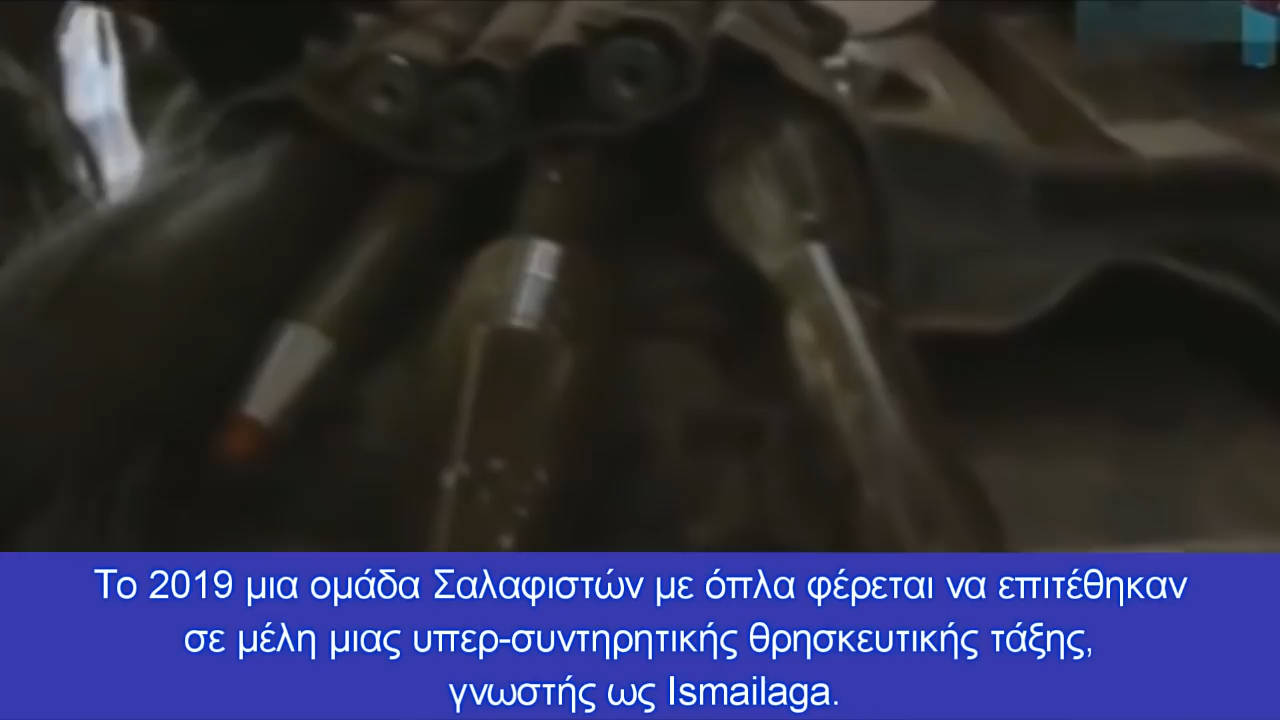 Το 2019 μια ομάδα Σαλαφιστών με όπλα φέρεται να επιτέθηκαν
σε μέλη μιας υπερ-συντηρητικής θρησκευτικής τάξης,
γνωστής ως Ismailaga.